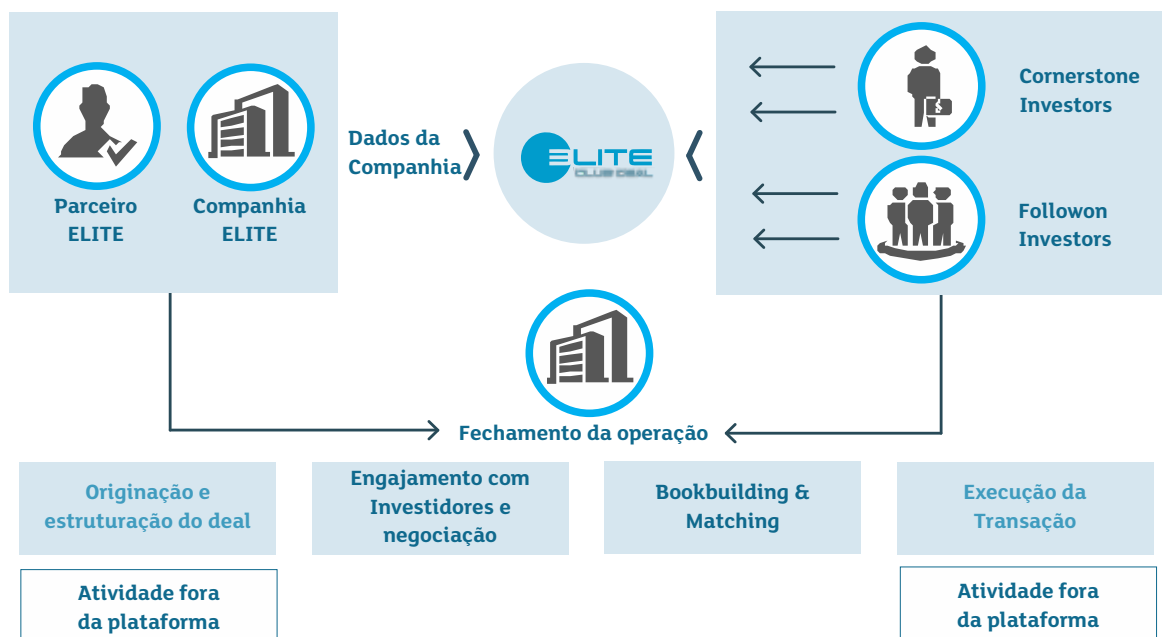 Parceiro
ELITE
Companhia
ELITE
Dados da
Companhia
ELITE
CLUB DEAL
Cornerstone
Investors
Followon
Investors
Fechamento da operação
Originação e
estruturação do deal
Engajamento com
Investidores e
negociação
Bookbuilding &
Matching
Execução da
Transação
Atividade fora
da plataforma
Atividade fora
da plataforma